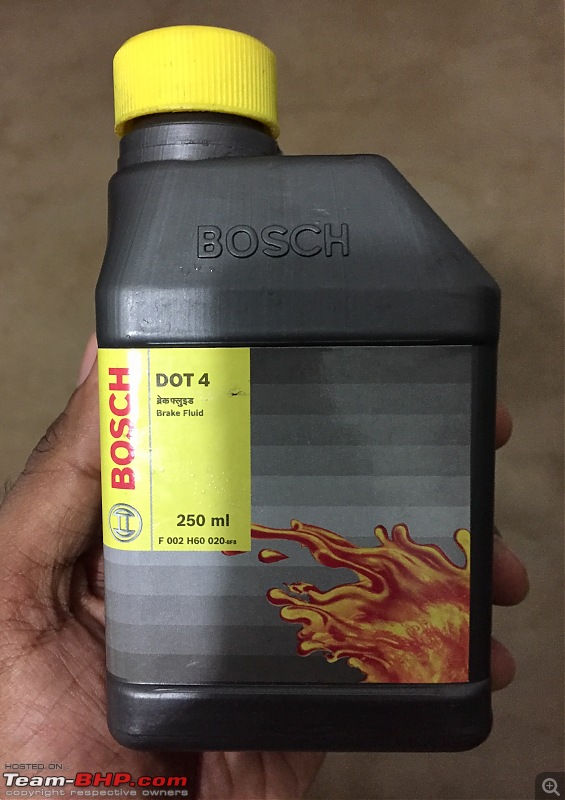 BOSCH
BOSCH
DOT 4
ब्रेक फ्लुइड
Brake Fluid
250 ml
F 002 H60 020-8F8
HOSTED ON
Team-BHP.com
copyright respective owners